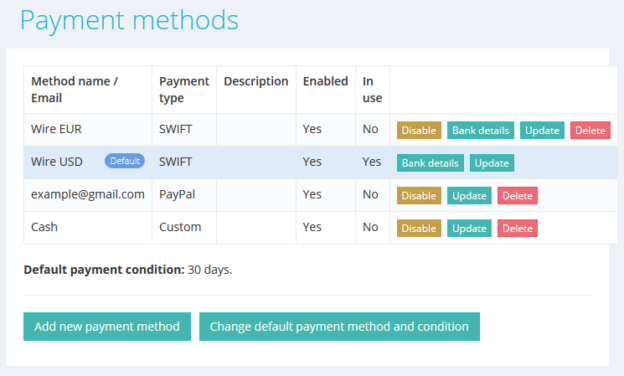 Payment methods
Method name / Email Payment type Description Enabled In use
Wire EUR SWIFT Yes No Disable Bank details Update Delete
Wire USD Default SWIFT Yes Yes Bank details Update
example@gmail.com PayPal Yes No Disable Update Delete
Cash Custom Yes No Disable Update Delete
Default payment condition: 30 days.
Add new payment method Change default payment method and condition